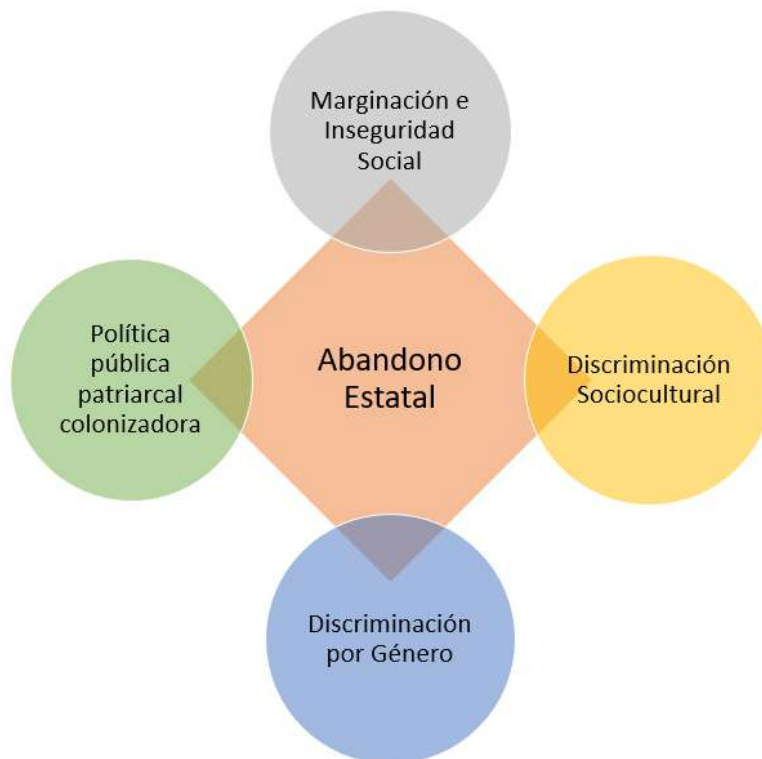 Marginación e
Inseguridad
Social
Política
pública
patriarcal
colonizadora
Abandono
Estatal
Discriminación
Sociocultural
Discriminación
por Género